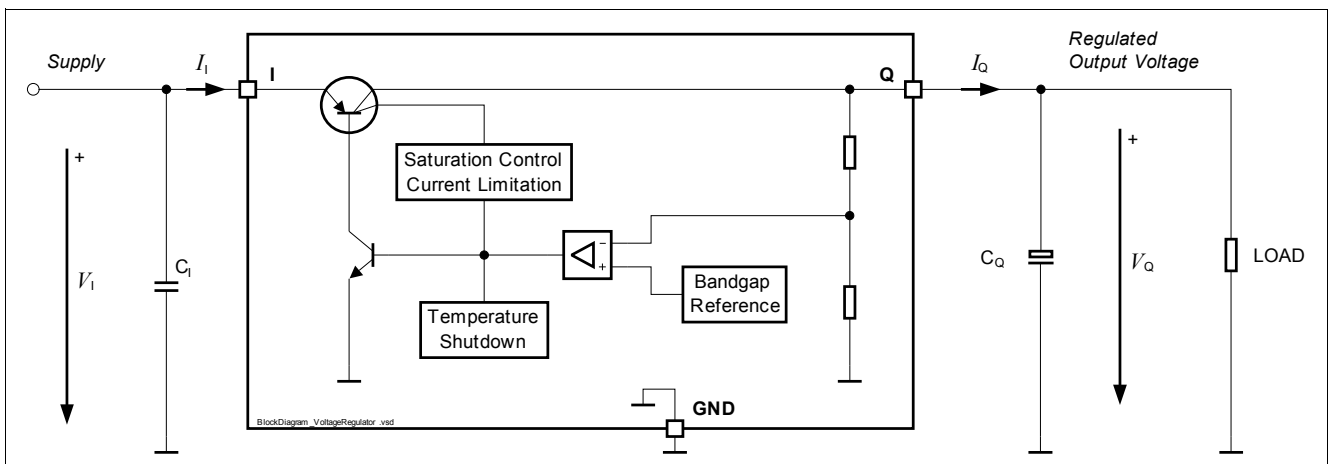 Supply
I_I
I
Q
I_Q
Regulated
Output Voltage
+
Saturation Control
Current Limitation
+
V_I
C_I
−
+
Bandgap
Reference
Temperature
Shutdown
C_Q
V_Q
LOAD
GND
BlockDiagram_VoltageRegulator.vsd